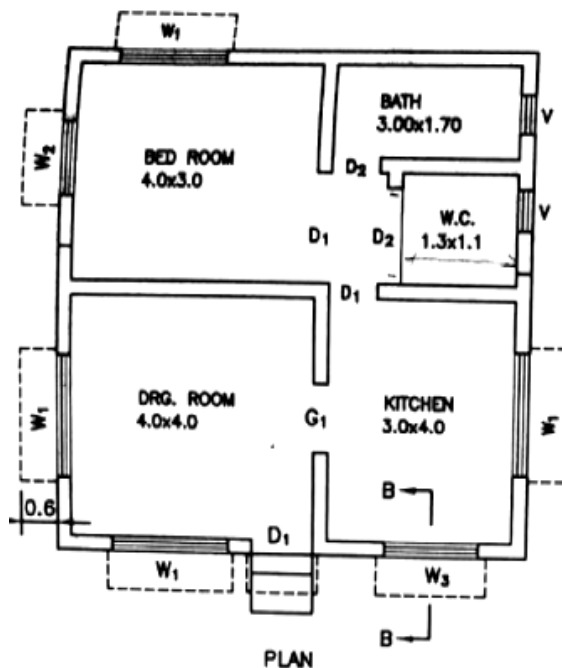 W1
BATH
3.00x1.70
V
W2
BED ROOM
4.0x3.0
D2
W.C.
1.3x1.1
V
D1
D2
D1
W1
DRG. ROOM
4.0x4.0
G1
KITCHEN
3.0x4.0
W1
B
0.6
D1
W1
W3
B
PLAN